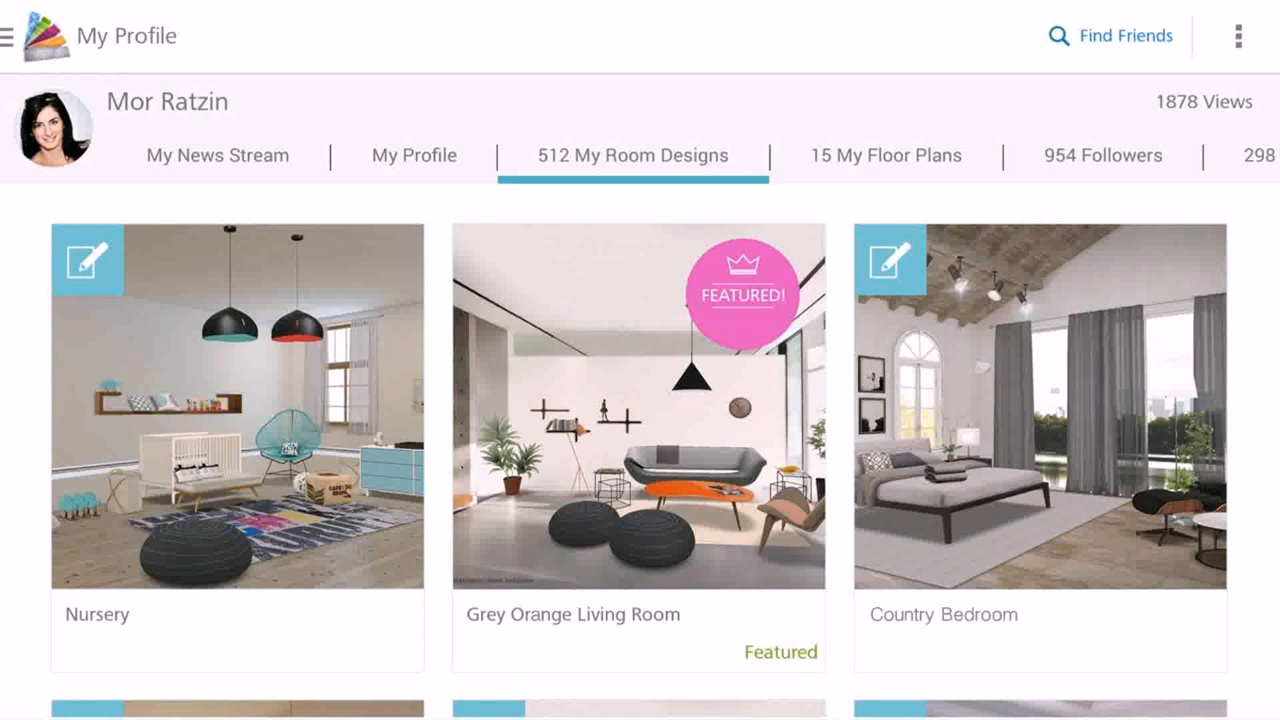 My Profile
Find Friends
Mor Ratzin
1878 Views
My News Stream
My Profile
512 My Room Designs
15 My Floor Plans
954 Followers
298
FEATURED!
Nursery
Grey Orange Living Room
Country Bedroom
Featured